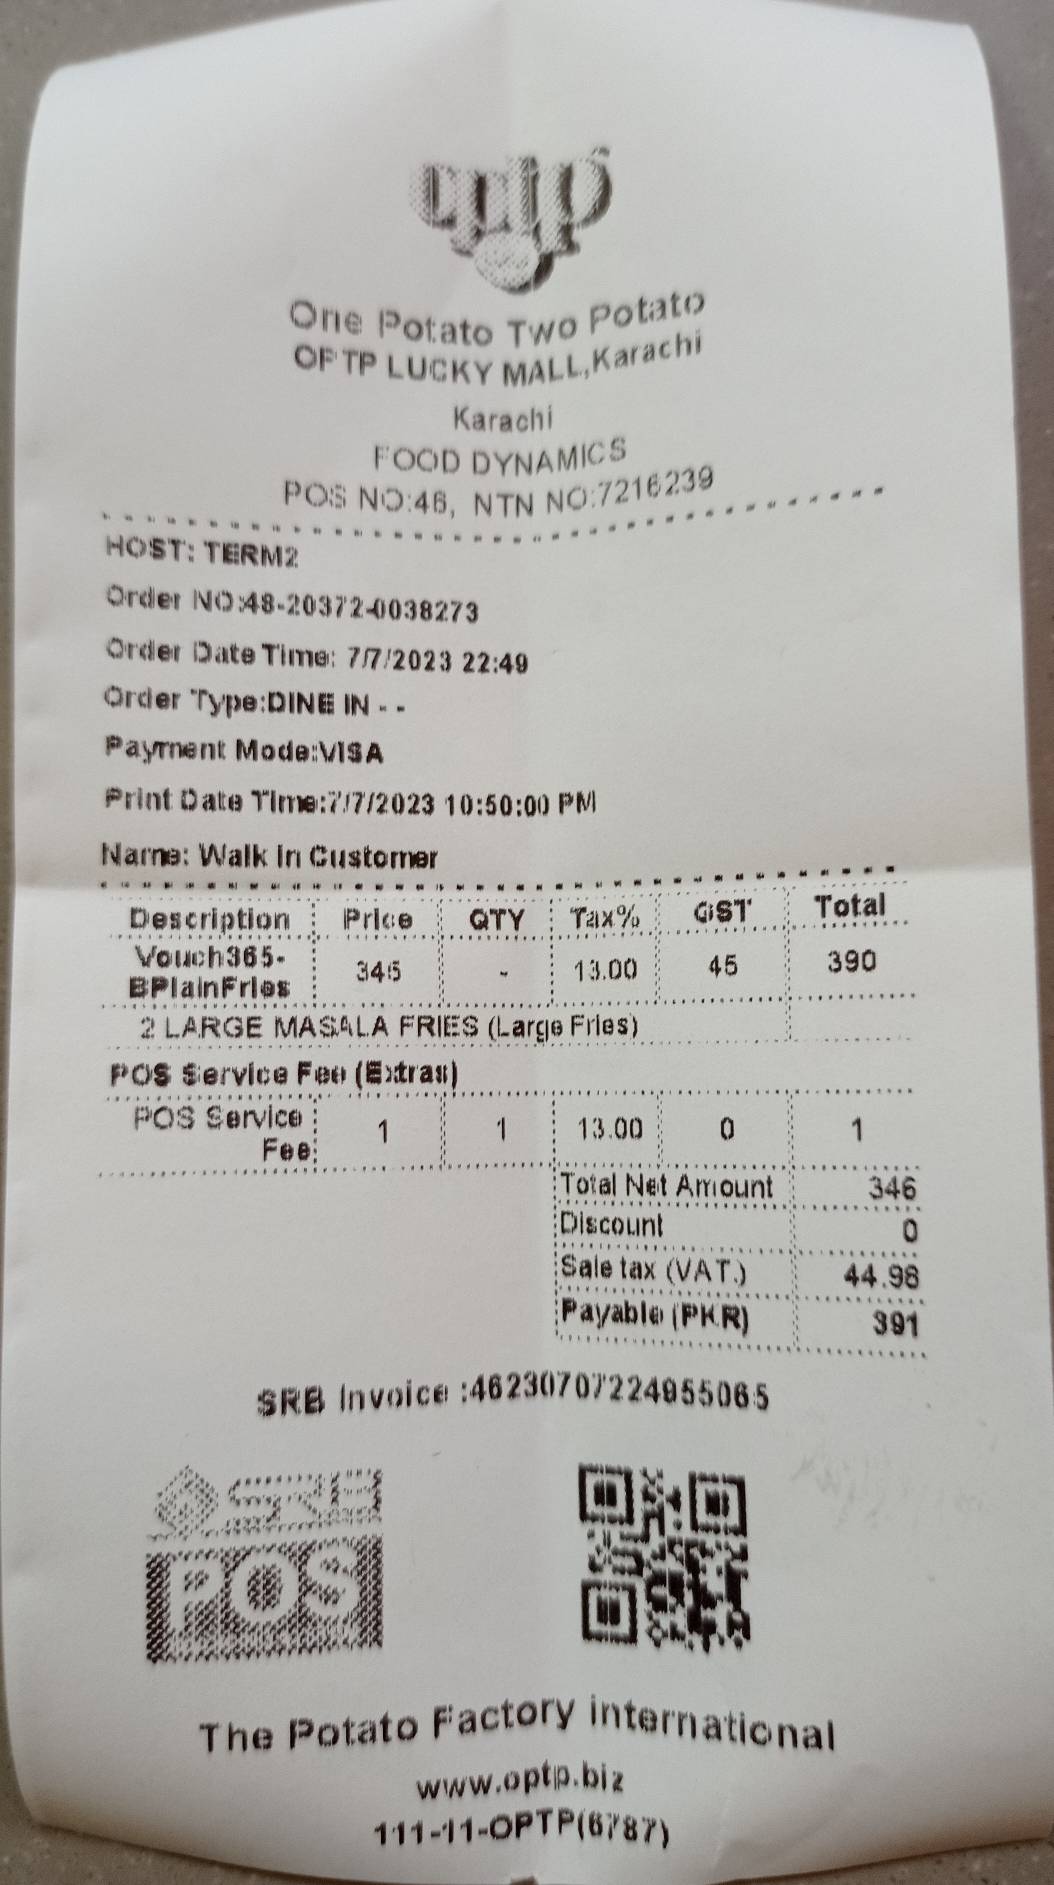 optp
One Potato Two Potato
OPTP LUCKY MALL,Karachi
Karachi
FOOD DYNAMICS
POS NO:46, NTN NO:7216239
HOST: TERM2
Order NO:48-20372-0038273
Order Date Time: 7/7/2023 22:49
Order Type:DINE IN - -
Payment Mode:VISA
Print Date Time:7/7/2023 10:50:00 PM
Name: Walk in Customer
Description Price QTY Tax% GST Total
Vouch365-
BPlainFries 345 - 13.00 45 390
2 LARGE MASALA FRIES (Large Fries)
POS Service Fee (Extras)
POS Service
Fee 1 1 13.00 0 1
Total Net Amount 346
Discount 0
Sale tax (VAT.) 44.98
Payable (PKR) 391
SRB Invoice :46230707224955065
SRB
POS
The Potato Factory international
www.optp.biz
111-11-OPTP(6787)